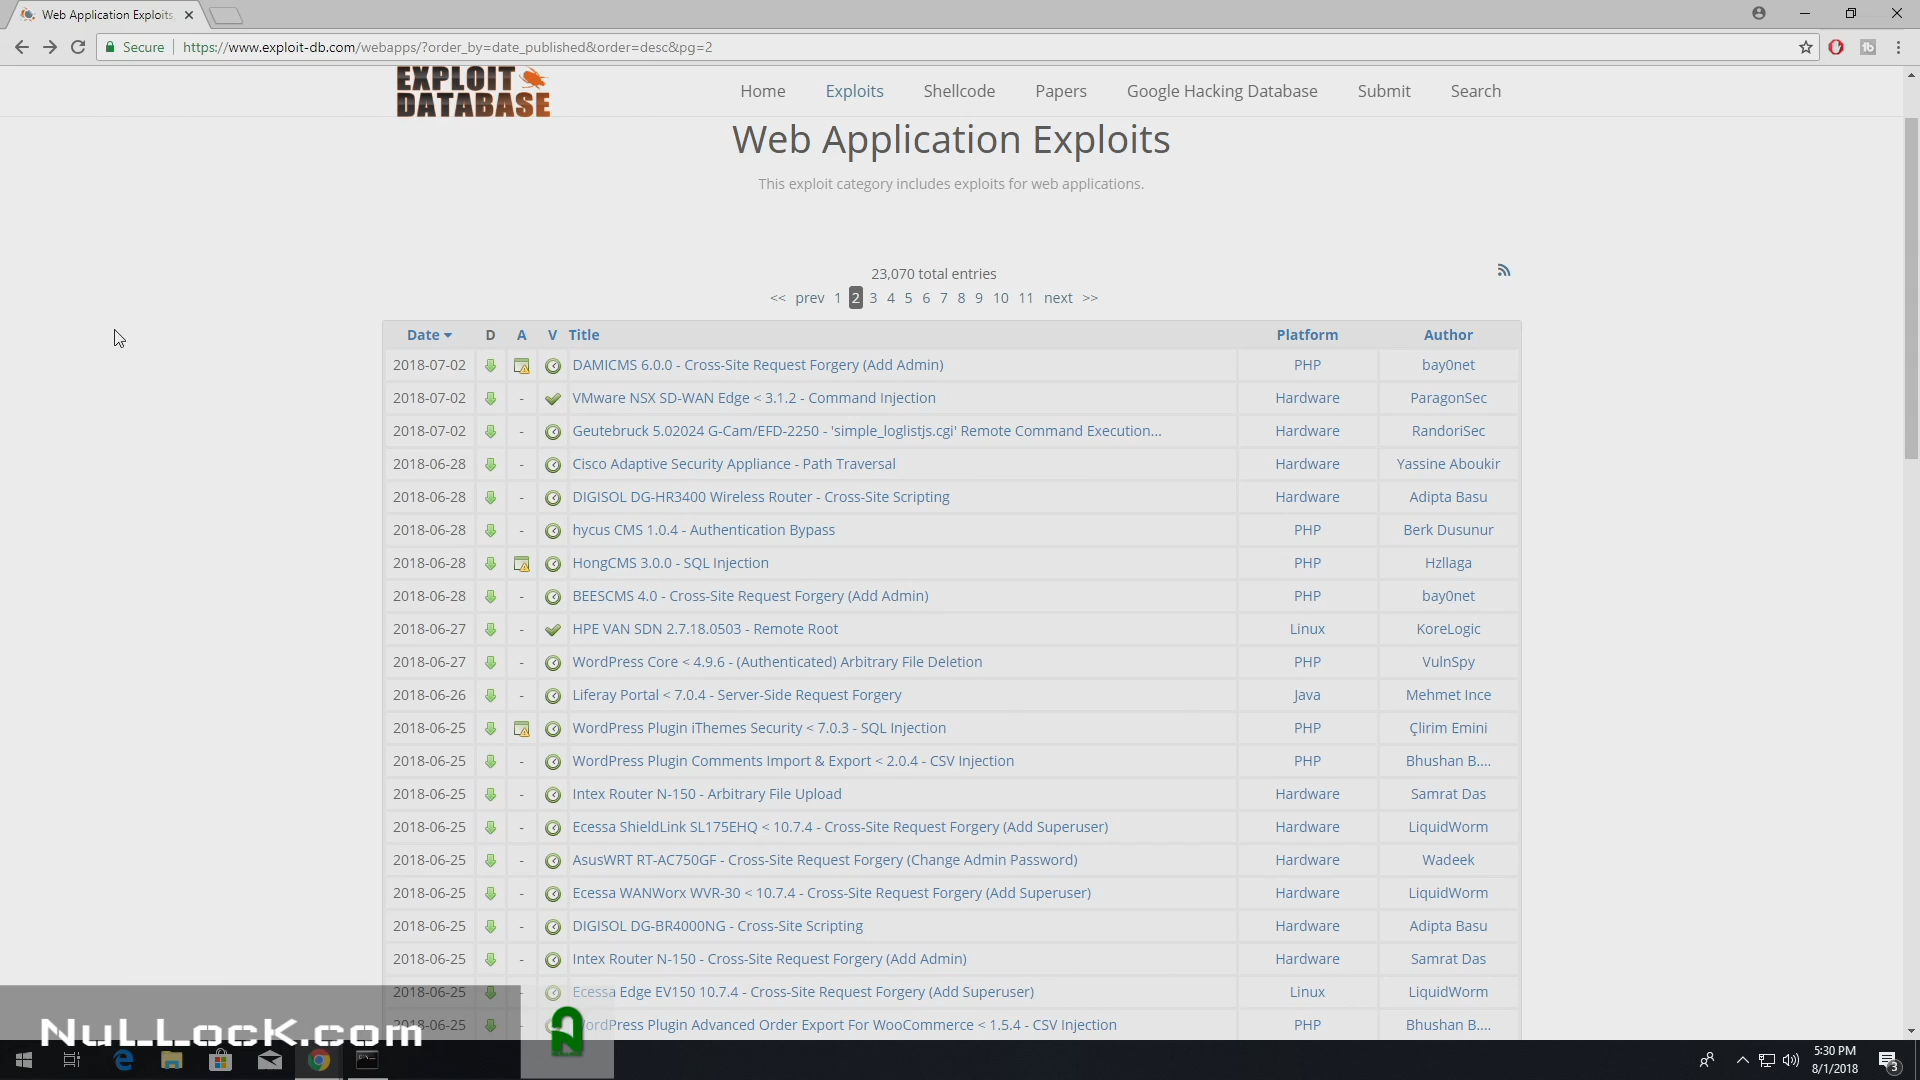 Web Application Exploits
Secure https://www.exploit-db.com/webapps/?order_by=date_published&order=desc&pg=2
EXPLOIT DATABASE
Home Exploits Shellcode Papers Google Hacking Database Submit Search
Web Application Exploits
This exploit category includes exploits for web applications.
23,070 total entries
<< prev 1 2 3 4 5 6 7 8 9 10 11 next >>
Date D A V Title Platform Author
2018-07-02 DAMICMS 6.0.0 - Cross-Site Request Forgery (Add Admin) PHP bay0net
2018-07-02 - VMware NSX SD-WAN Edge < 3.1.2 - Command Injection Hardware ParagonSec
2018-07-02 - Geutebruck 5.02024 G-Cam/EFD-2250 - 'simple_loglistjs.cgi' Remote Command Execution... Hardware RandoriSec
2018-06-28 - Cisco Adaptive Security Appliance - Path Traversal Hardware Yassine Aboukir
2018-06-28 - DIGISOL DG-HR3400 Wireless Router - Cross-Site Scripting Hardware Adipta Basu
2018-06-28 - hycus CMS 1.0.4 - Authentication Bypass PHP Berk Dusunur
2018-06-28 HongCMS 3.0.0 - SQL Injection PHP Hzllaga
2018-06-28 - BEESCMS 4.0 - Cross-Site Request Forgery (Add Admin) PHP bay0net
2018-06-27 - HPE VAN SDN 2.7.18.0503 - Remote Root Linux KoreLogic
2018-06-27 - WordPress Core < 4.9.6 - (Authenticated) Arbitrary File Deletion PHP VulnSpy
2018-06-26 - Liferay Portal < 7.0.4 - Server-Side Request Forgery Java Mehmet Ince
2018-06-25 WordPress Plugin iThemes Security < 7.0.3 - SQL Injection PHP Çlirim Emini
2018-06-25 - WordPress Plugin Comments Import & Export < 2.0.4 - CSV Injection PHP Bhushan B....
2018-06-25 - Intex Router N-150 - Arbitrary File Upload Hardware Samrat Das
2018-06-25 - Ecessa ShieldLink SL175EHQ < 10.7.4 - Cross-Site Request Forgery (Add Superuser) Hardware LiquidWorm
2018-06-25 - AsusWRT RT-AC750GF - Cross-Site Request Forgery (Change Admin Password) Hardware Wadeek
2018-06-25 - Ecessa WANWorx WVR-30 < 10.7.4 - Cross-Site Request Forgery (Add Superuser) Hardware LiquidWorm
2018-06-25 - DIGISOL DG-BR4000NG - Cross-Site Scripting Hardware Adipta Basu
2018-06-25 - Intex Router N-150 - Cross-Site Request Forgery (Add Admin) Hardware Samrat Das
2018-06-25 - Ecessa Edge EV150 10.7.4 - Cross-Site Request Forgery (Add Superuser) Linux LiquidWorm
2018-06-25 - WordPress Plugin Advanced Order Export For WooCommerce < 1.5.4 - CSV Injection PHP Bhushan B....
NuLLLocK.com
5:30 PM
8/1/2018
3